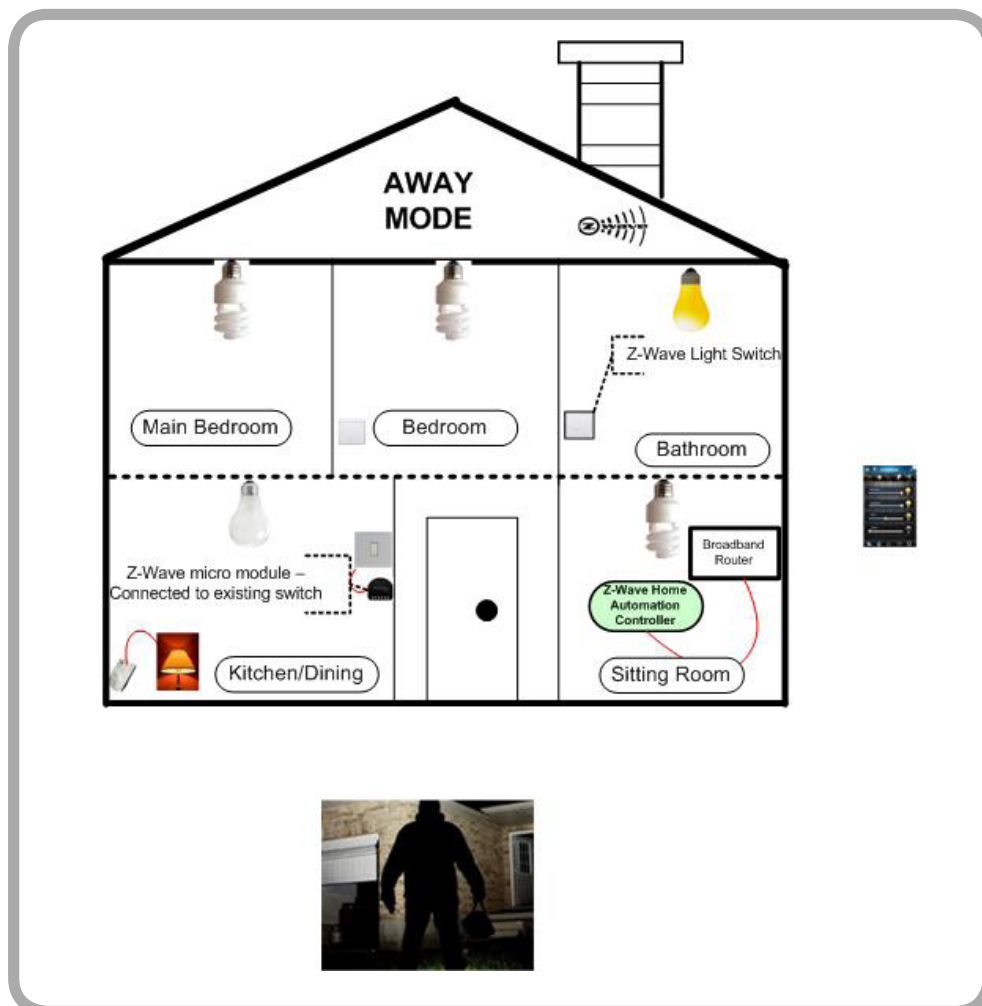 AWAY
MODE
Z-Wave Light Switch
Main Bedroom
Bedroom
Bathroom
Broadband
Router
Z-Wave micro module –
Connected to existing switch
Z-Wave Home
Automation
Controller
Kitchen/Dining
Sitting Room